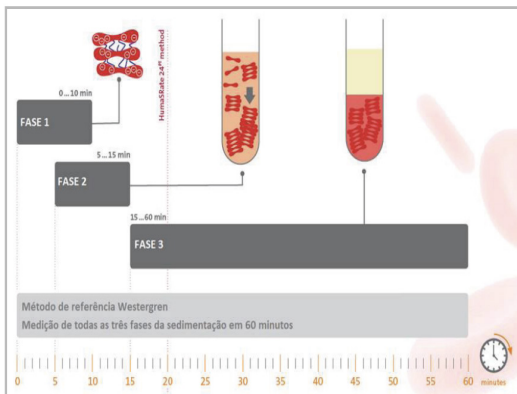 0 ... 10 min
FASE 1
HumaSRate 24ET method
5 ... 15 min
FASE 2
15 ... 60 min
FASE 3
Método de referência Westergren
Medição de todas as três fases da sedimentação em 60 minutos
0 5 10 15 20 25 30 35 40 45 50 55 60 minutes